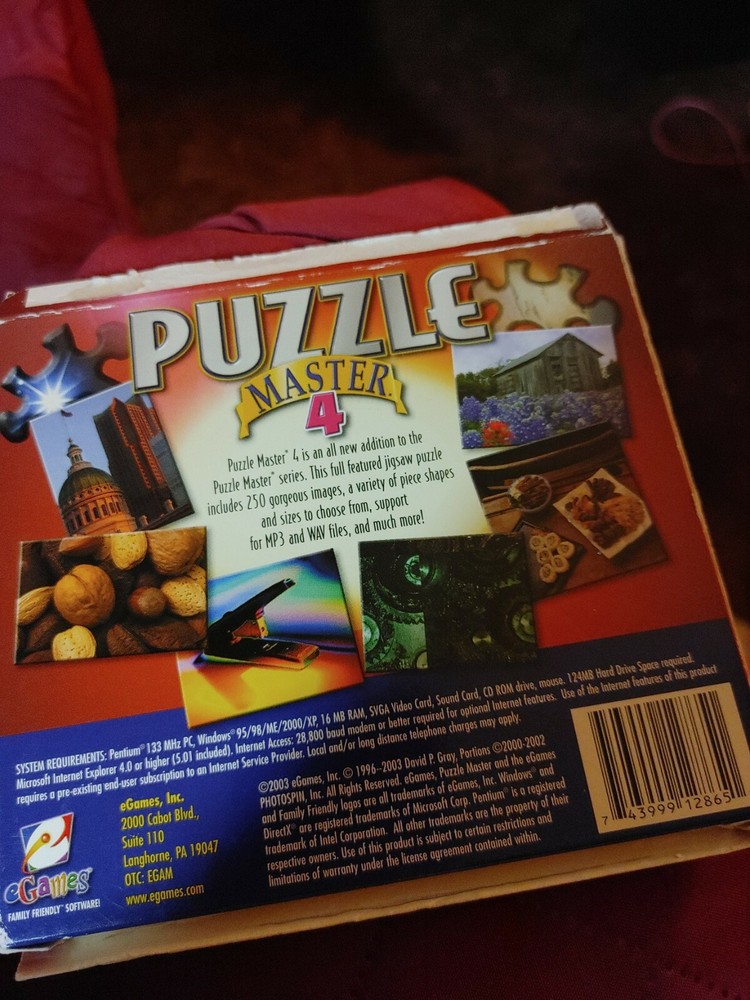 PUZZLE
MASTER
4
Puzzle Master® 4 is an all new addition to the
Puzzle Master® series. This full featured jigsaw puzzle
includes 250 gorgeous images, a variety of piece shapes
and sizes to choose from, support
for MP3 and WAV files, and much more!
SYSTEM REQUIREMENTS: Pentium® 133 MHz PC, Windows® 95/98/ME/2000/XP, 16 MB RAM, SVGA Video Card, Sound Card, CD ROM drive, mouse. 124MB Hard Drive Space required.
Microsoft Internet Explorer 4.0 or higher (5.01 included). Internet Access: 28,800 baud modem or better required for optional Internet features. Use of the Internet features of this product
requires a pre-existing end-user subscription to an Internet Service Provider. Local and/or long distance telephone charges may apply.
eGames
FAMILY FRIENDLY™ SOFTWARE!
eGames, Inc.
2000 Cabot Blvd.,
Suite 110
Langhorne, PA 19047
OTC: EGAM
www.egames.com
©2003 eGames, Inc. © 1996-2003 David P. Gray, Portions ©2000-2002
PHOTOSPIN, Inc. All Rights Reserved. eGames, Puzzle Master and the eGames
and Family Friendly logos are all trademarks of eGames, Inc. Windows® and
DirectX® are registered trademarks of Microsoft Corp. Pentium® is a registered
trademark of Intel Corporation. All other trademarks are the property of their
respective owners. Use of this product is subject to certain restrictions and
limitations of warranty under the license agreement contained within.
7 43999 12865